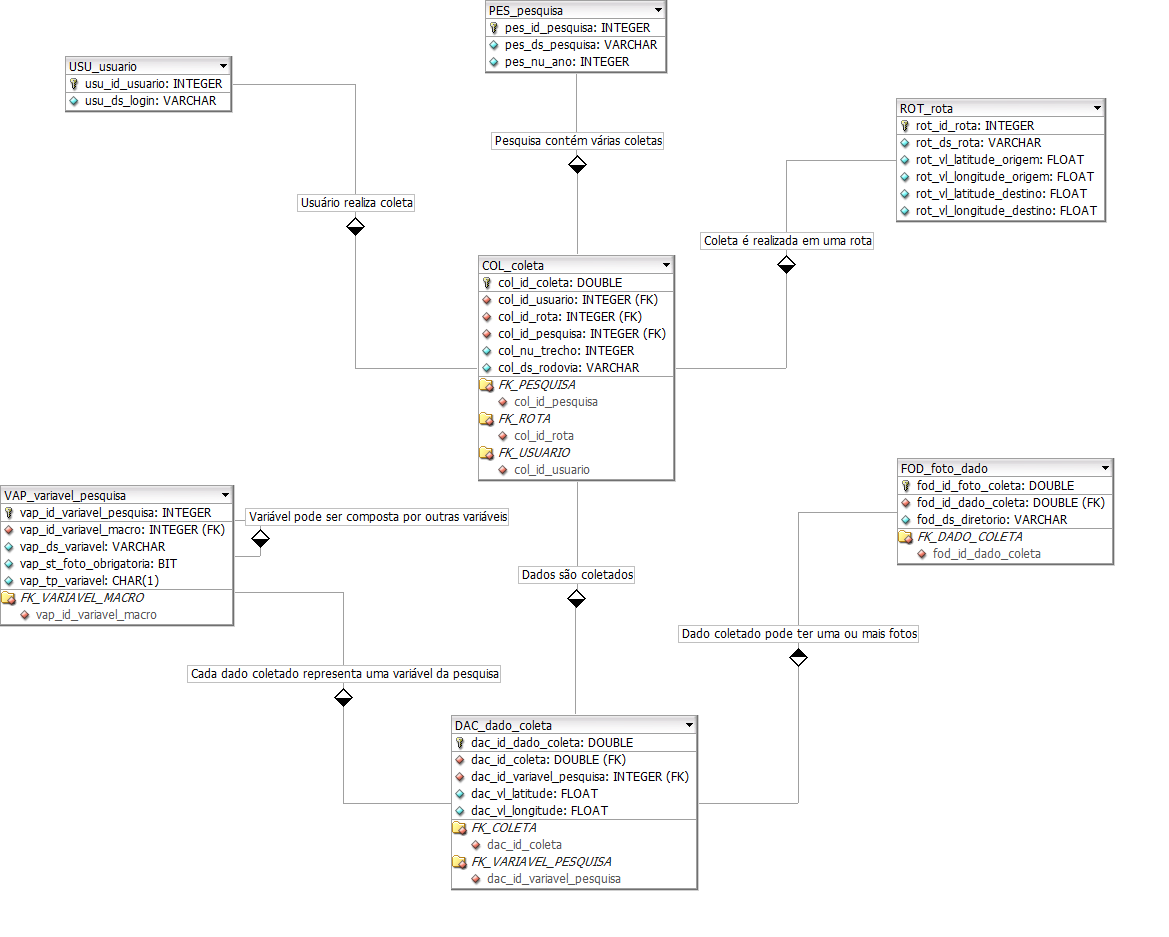 PES_pesquisa
pes_id_pesquisa: INTEGER
pes_ds_pesquisa: VARCHAR
pes_nu_ano: INTEGER
USU_usuario
usu_id_usuario: INTEGER
usu_ds_login: VARCHAR
ROT_rota
rot_id_rota: INTEGER
rot_ds_rota: VARCHAR
rot_vl_latitude_origem: FLOAT
rot_vl_longitude_origem: FLOAT
rot_vl_latitude_destino: FLOAT
rot_vl_longitude_destino: FLOAT
Pesquisa contém várias coletas
Usuário realiza coleta
Coleta é realizada em uma rota
COL_coleta
col_id_coleta: DOUBLE
col_id_usuario: INTEGER (FK)
col_id_rota: INTEGER (FK)
col_id_pesquisa: INTEGER (FK)
col_nu_trecho: INTEGER
col_ds_rodovia: VARCHAR
FK_PESQUISA
col_id_pesquisa
FK_ROTA
col_id_rota
FK_USUARIO
col_id_usuario
VAP_variavel_pesquisa
vap_id_variavel_pesquisa: INTEGER
vap_id_variavel_macro: INTEGER (FK)
vap_ds_variavel: VARCHAR
vap_st_foto_obrigatoria: BIT
vap_tp_variavel: CHAR(1)
FK_VARIAVEL_MACRO
vap_id_variavel_macro
Variável pode ser composta por outras variáveis
FOD_foto_dado
fod_id_foto_coleta: DOUBLE
fod_id_dado_coleta: DOUBLE (FK)
fod_ds_diretorio: VARCHAR
FK_DADO_COLETA
fod_id_dado_coleta
Dados são coletados
Dado coletado pode ter uma ou mais fotos
Cada dado coletado representa uma variável da pesquisa
DAC_dado_coleta
dac_id_dado_coleta: DOUBLE
dac_id_coleta: DOUBLE (FK)
dac_id_variavel_pesquisa: INTEGER (FK)
dac_vl_latitude: FLOAT
dac_vl_longitude: FLOAT
FK_COLETA
dac_id_coleta
FK_VARIAVEL_PESQUISA
dac_id_variavel_pesquisa